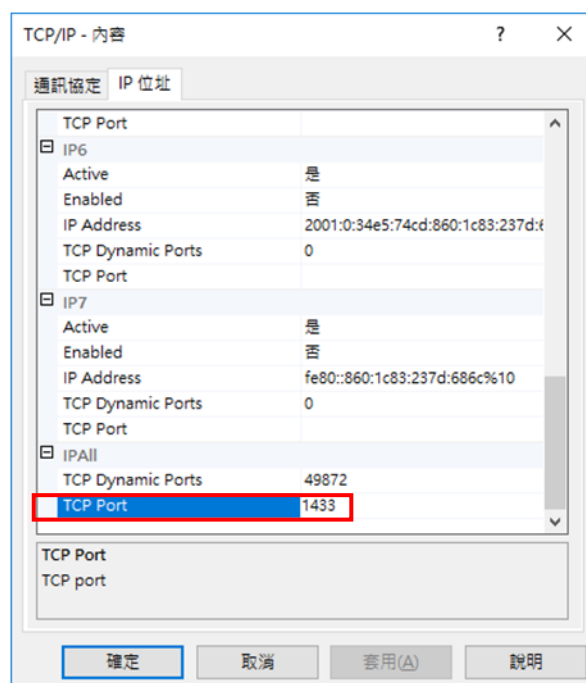 TCP/IP - 內容 ?
通訊協定 IP 位址
TCP Port
IP6
Active 是
Enabled 否
IP Address 2001:0:34e5:74cd:860:1c83:237d:6
TCP Dynamic Ports 0
TCP Port
IP7
Active 是
Enabled 否
IP Address fe80::860:1c83:237d:686c%10
TCP Dynamic Ports 0
TCP Port
IPAll
TCP Dynamic Ports 49872
TCP Port 1433
TCP Port
TCP port
確定 取消 套用(A) 說明